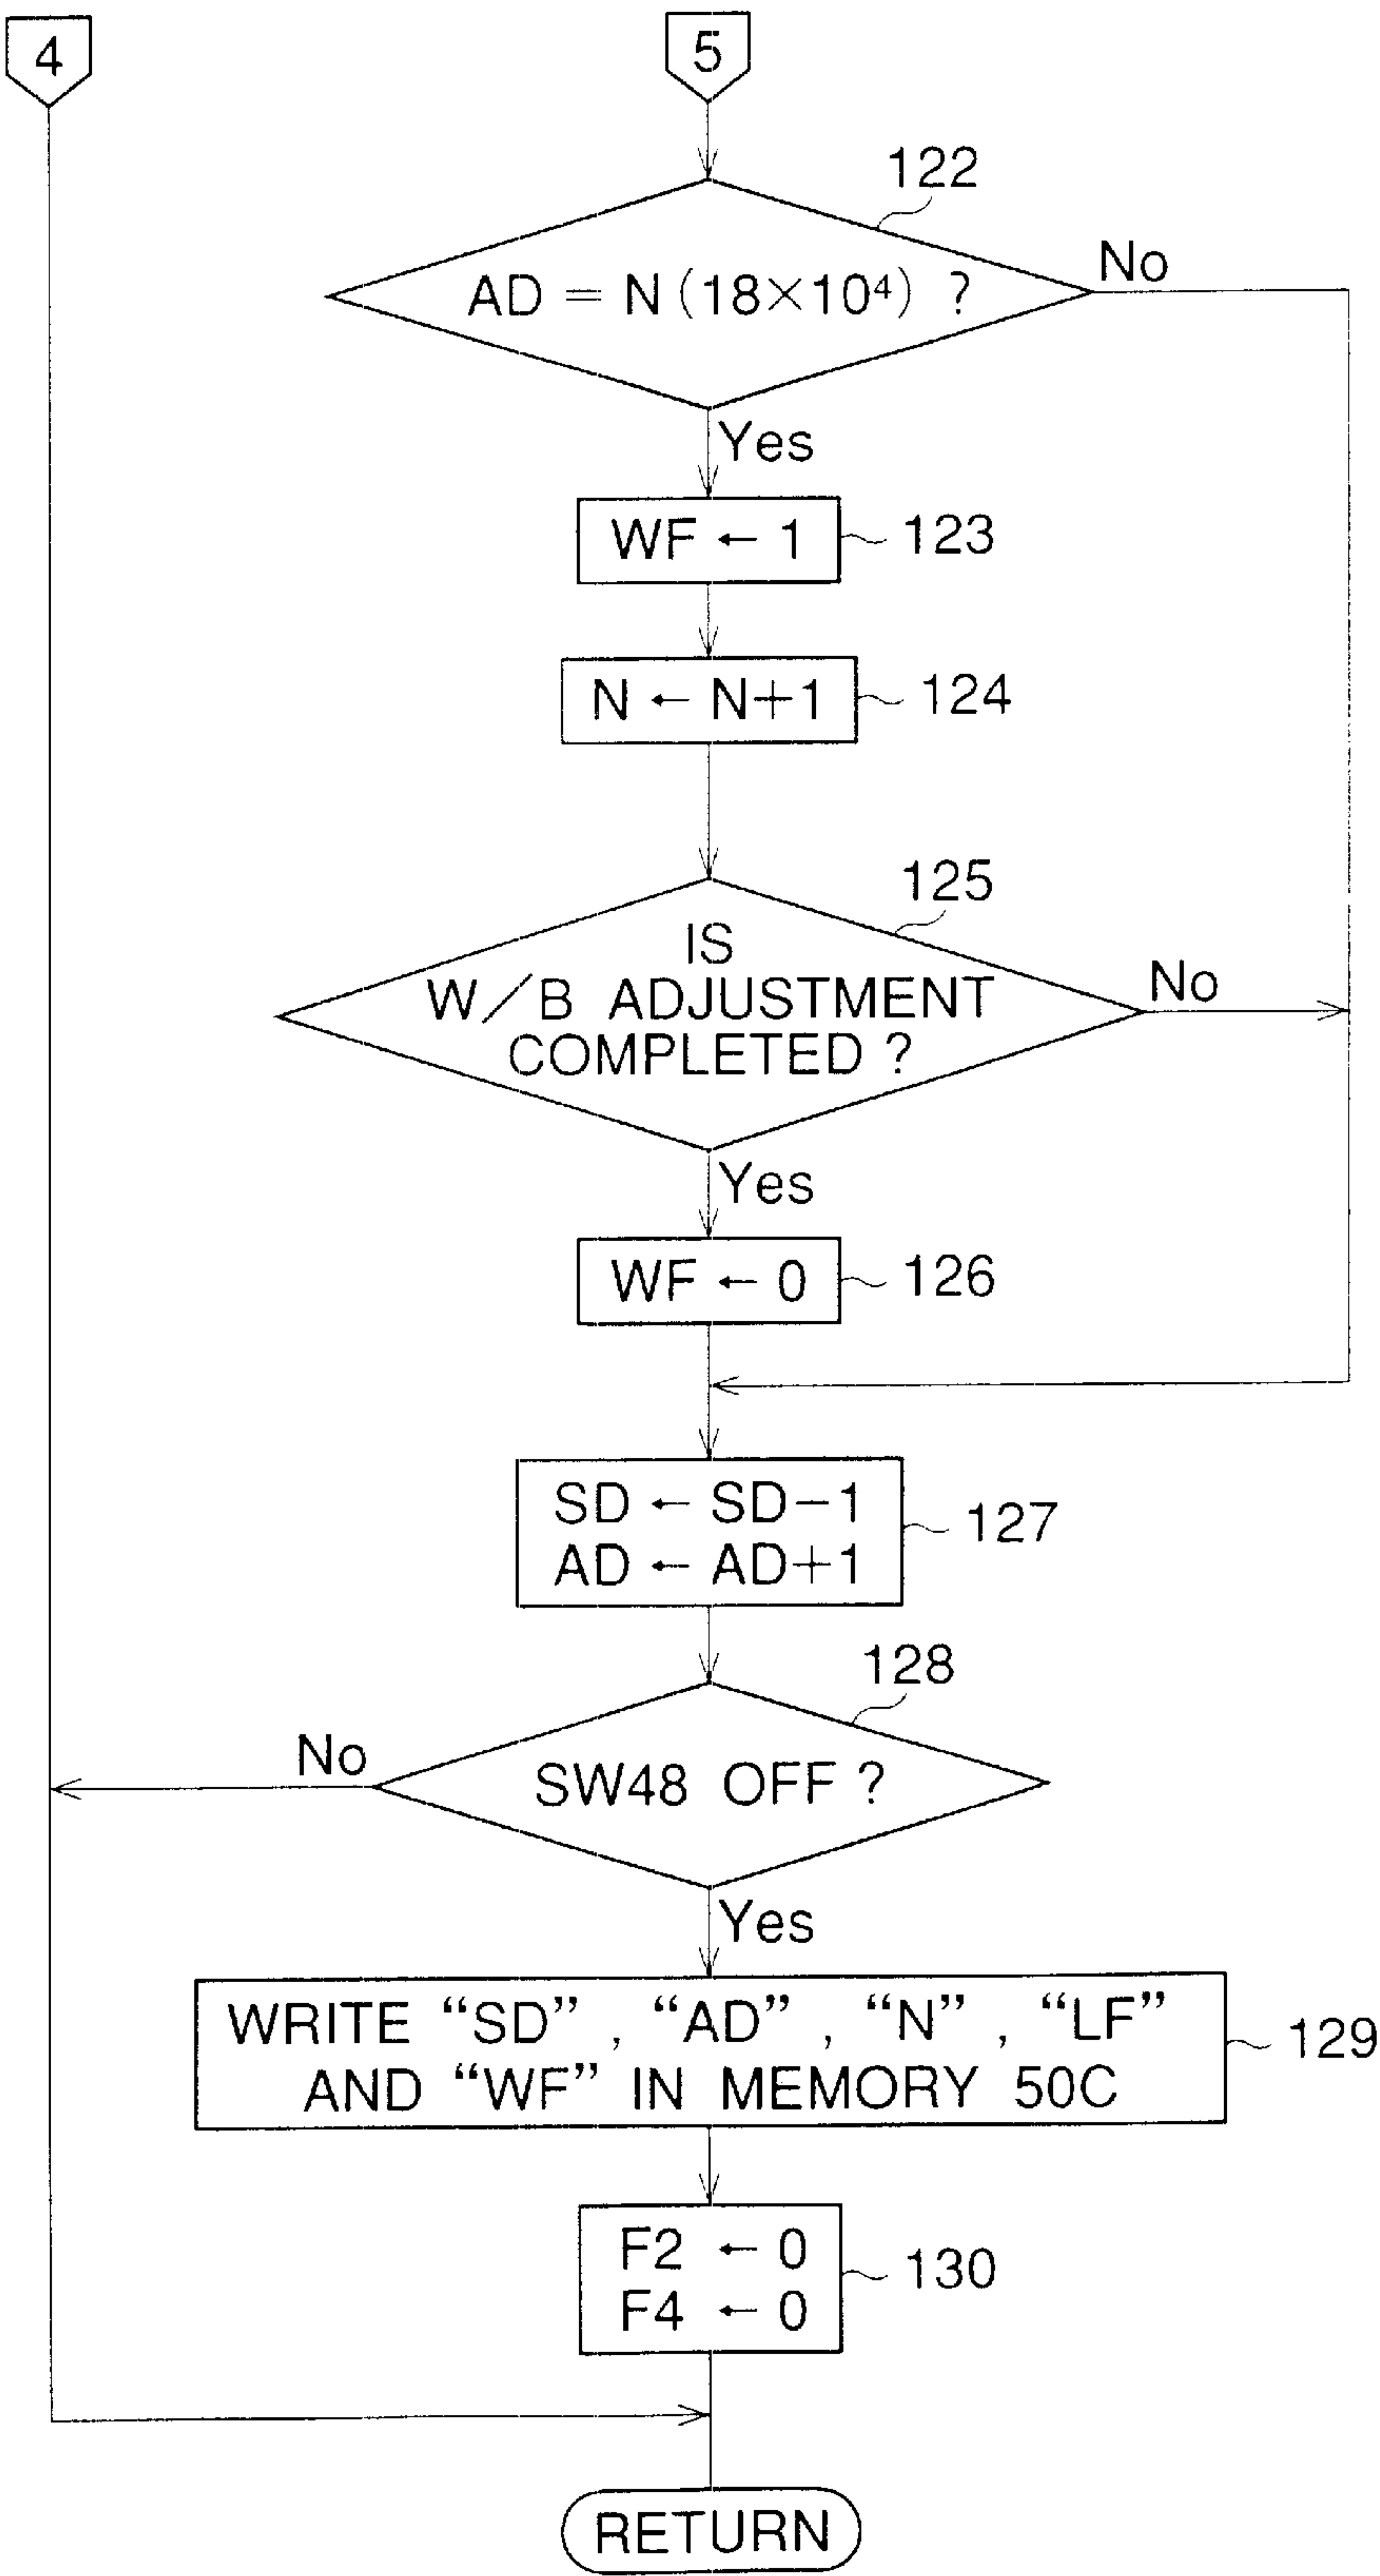 4
5
122
AD = N (18×10⁴) ?
No
Yes
WF ← 1
123
N ← N+1
124
125
IS
W/B ADJUSTMENT
COMPLETED ?
No
Yes
WF ← 0
126
SD ← SD-1
AD ← AD+1
127
128
No
SW48 OFF ?
Yes
WRITE “SD” , “AD” , “N” , “LF”
AND “WF” IN MEMORY 50C
129
F2 ← 0
F4 ← 0
130
RETURN